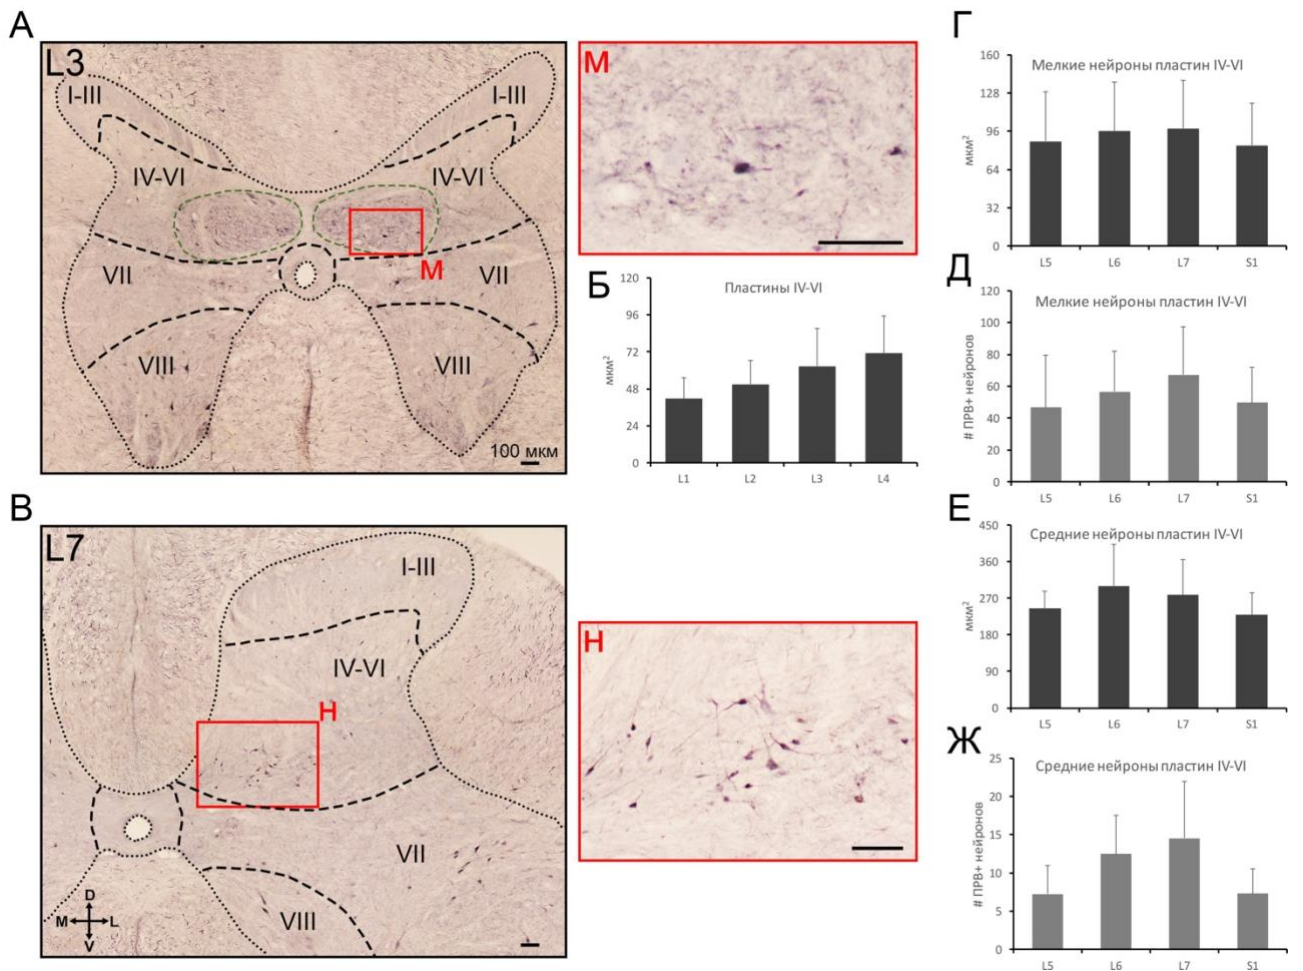 А
L3
I-III
I-III
IV-VI
IV-VI
VII
VII
М
VIII
VIII
100 мкм
М
Б
Пластины IV-VI
мкм²
120
96
72
48
24
0
L1
L2
L3
L4
В
L7
I-III
IV-VI
Н
VII
VIII
D
M
L
V
Н
Г
Мелкие нейроны пластин IV-VI
мкм²
160
128
96
64
32
0
L5
L6
L7
S1
Д
Мелкие нейроны пластин IV-VI
# ПРВ+ нейронов
120
100
80
60
40
20
0
L5
L6
L7
S1
Е
Средние нейроны пластин IV-VI
мкм²
450
360
270
180
90
0
L5
L6
L7
S1
Ж
Средние нейроны пластин IV-VI
# ПРВ+ нейронов
25
20
15
10
5
0
L5
L6
L7
S1